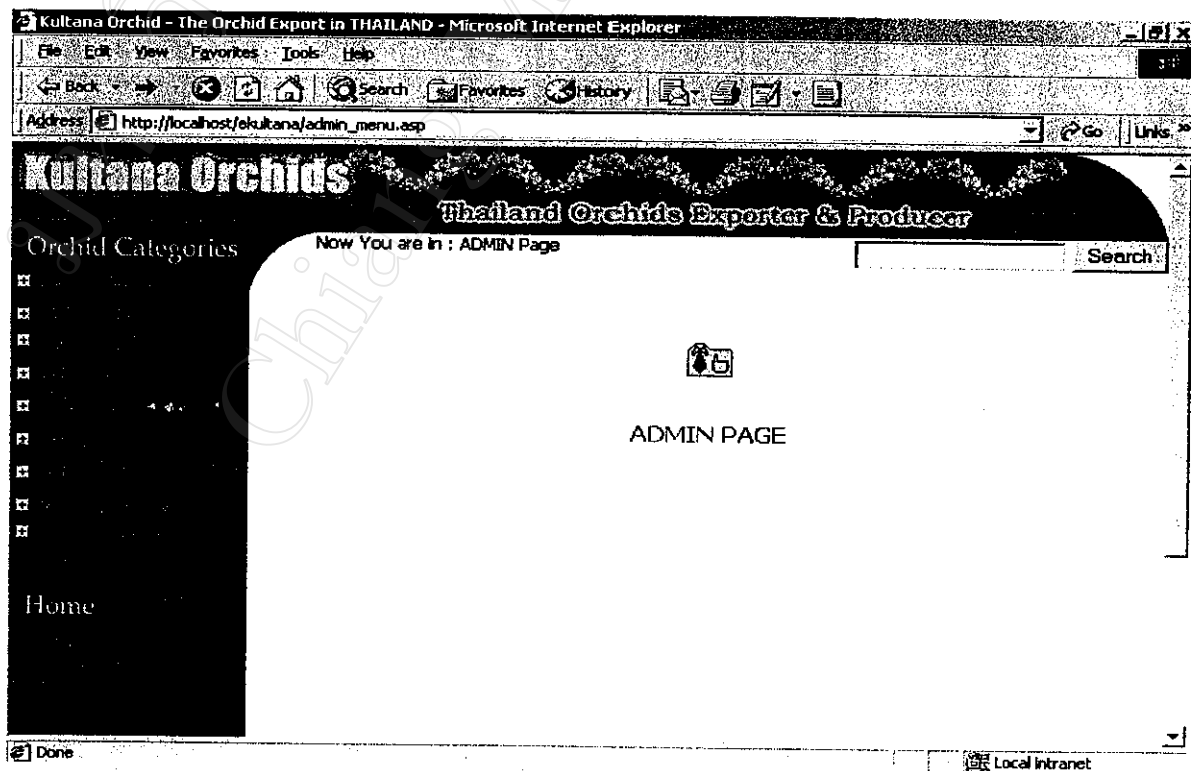 Kultana Orchid - The Orchid Export in THAILAND - Microsoft Internet Explorer
File Edit View Favorites Tools Help
Back Search Favorites History
Address http://localhost/ekultana/admin_menu.asp Go Links »
Kultana Orchids
Thailand Orchids Exporter & Producer
Orchid Categories
Now You are in : ADMIN Page
Search
ADMIN PAGE
Home
Done
Local intranet